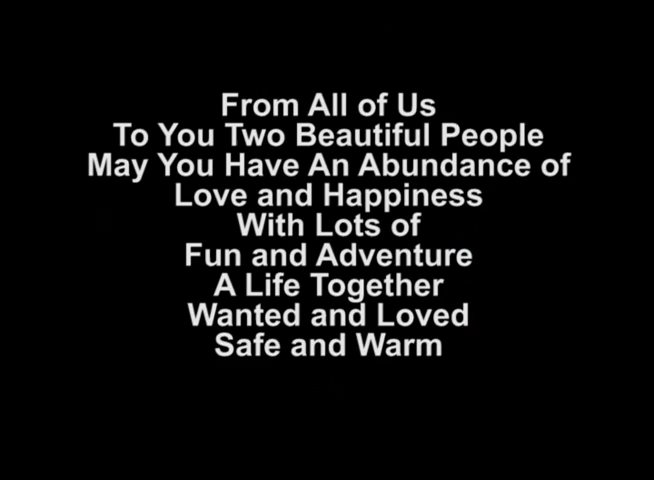 From All of Us
To You Two Beautiful People
May You Have An Abundance of
Love and Happiness
With Lots of
Fun and Adventure
A Life Together
Wanted and Loved
Safe and Warm